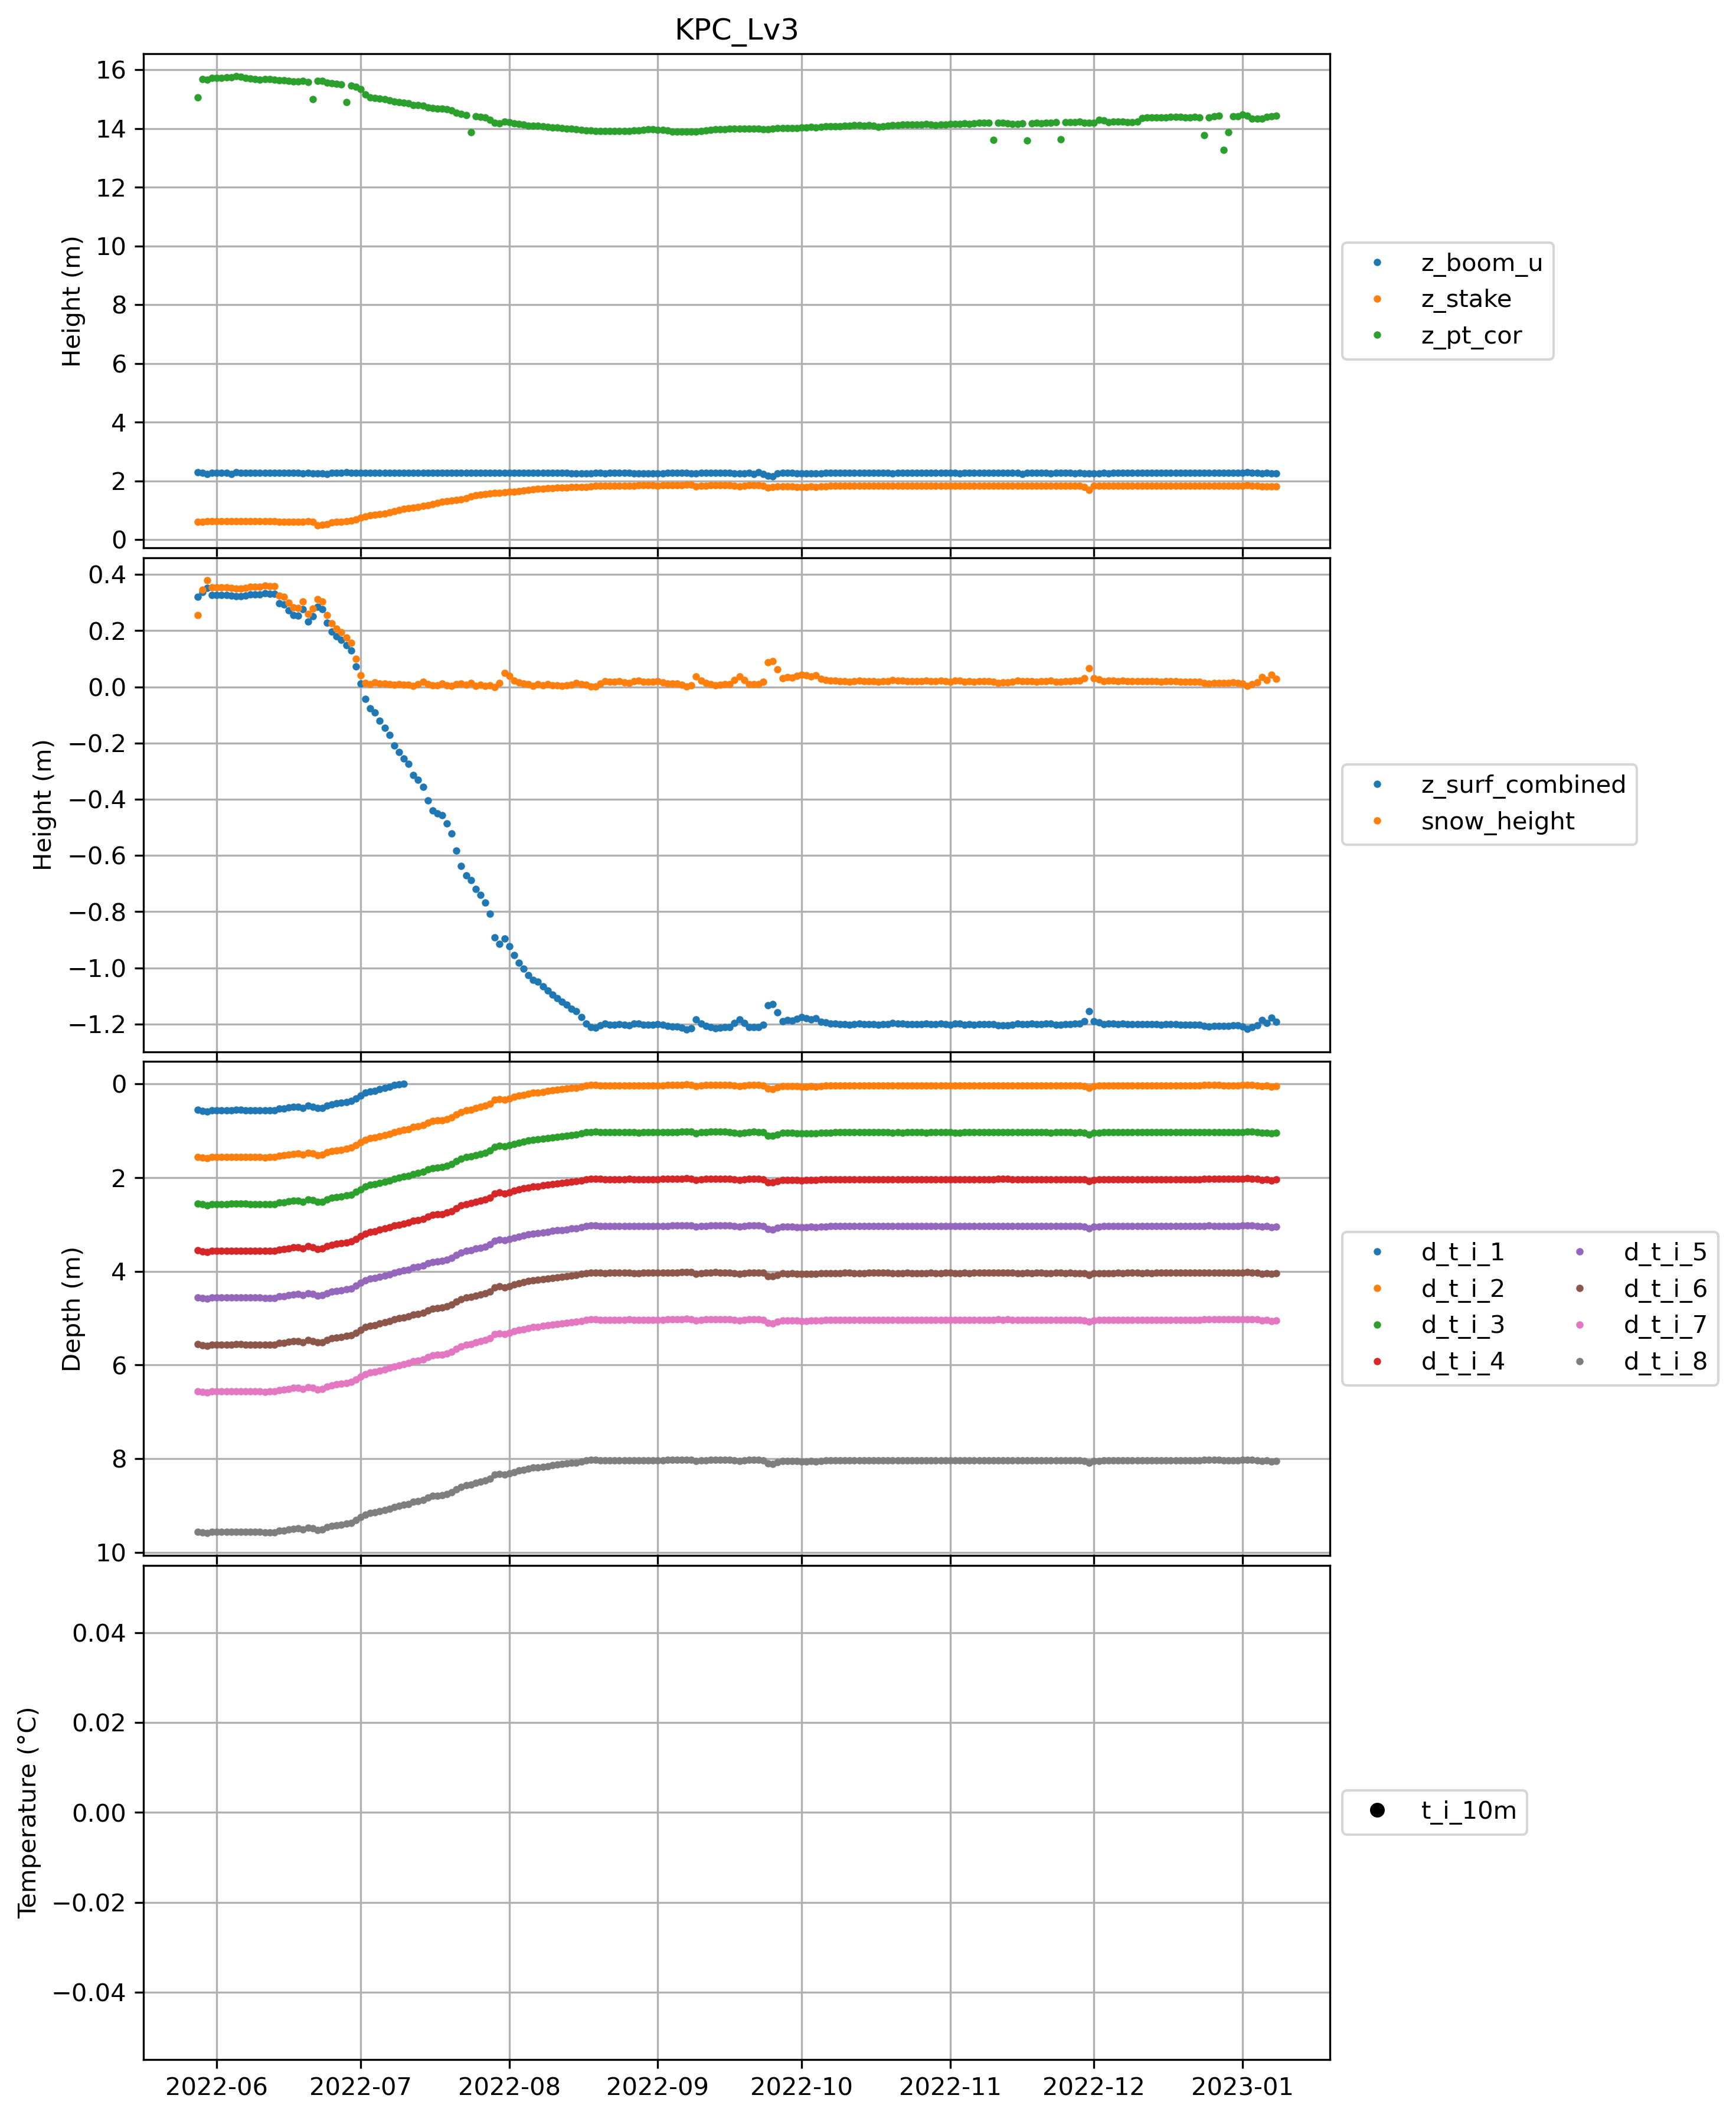 KPC_Lv3
16
14
12
10
8
6
4
2
0
Height (m)
z_boom_u
z_stake
z_pt_cor
0.4
0.2
0.0
−0.2
−0.4
−0.6
−0.8
−1.0
−1.2
Height (m)
z_surf_combined
snow_height
0
2
4
6
8
10
Depth (m)
d_t_i_1 d_t_i_5
d_t_i_2 d_t_i_6
d_t_i_3 d_t_i_7
d_t_i_4 d_t_i_8
0.04
0.02
0.00
−0.02
−0.04
Temperature (°C)
t_i_10m
2022-06 2022-07 2022-08 2022-09 2022-10 2022-11 2022-12 2023-01